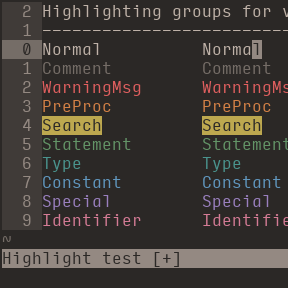 2 Highlighting groups for v
1 --------------------------
0 Normal Normal
1 Comment Comment
2 WarningMsg WarningMsg
3 PreProc PreProc
4 Search Search
5 Statement Statement
6 Type Type
7 Constant Constant
8 Special Special
9 Identifier Identifie
~
Highlight test [+]